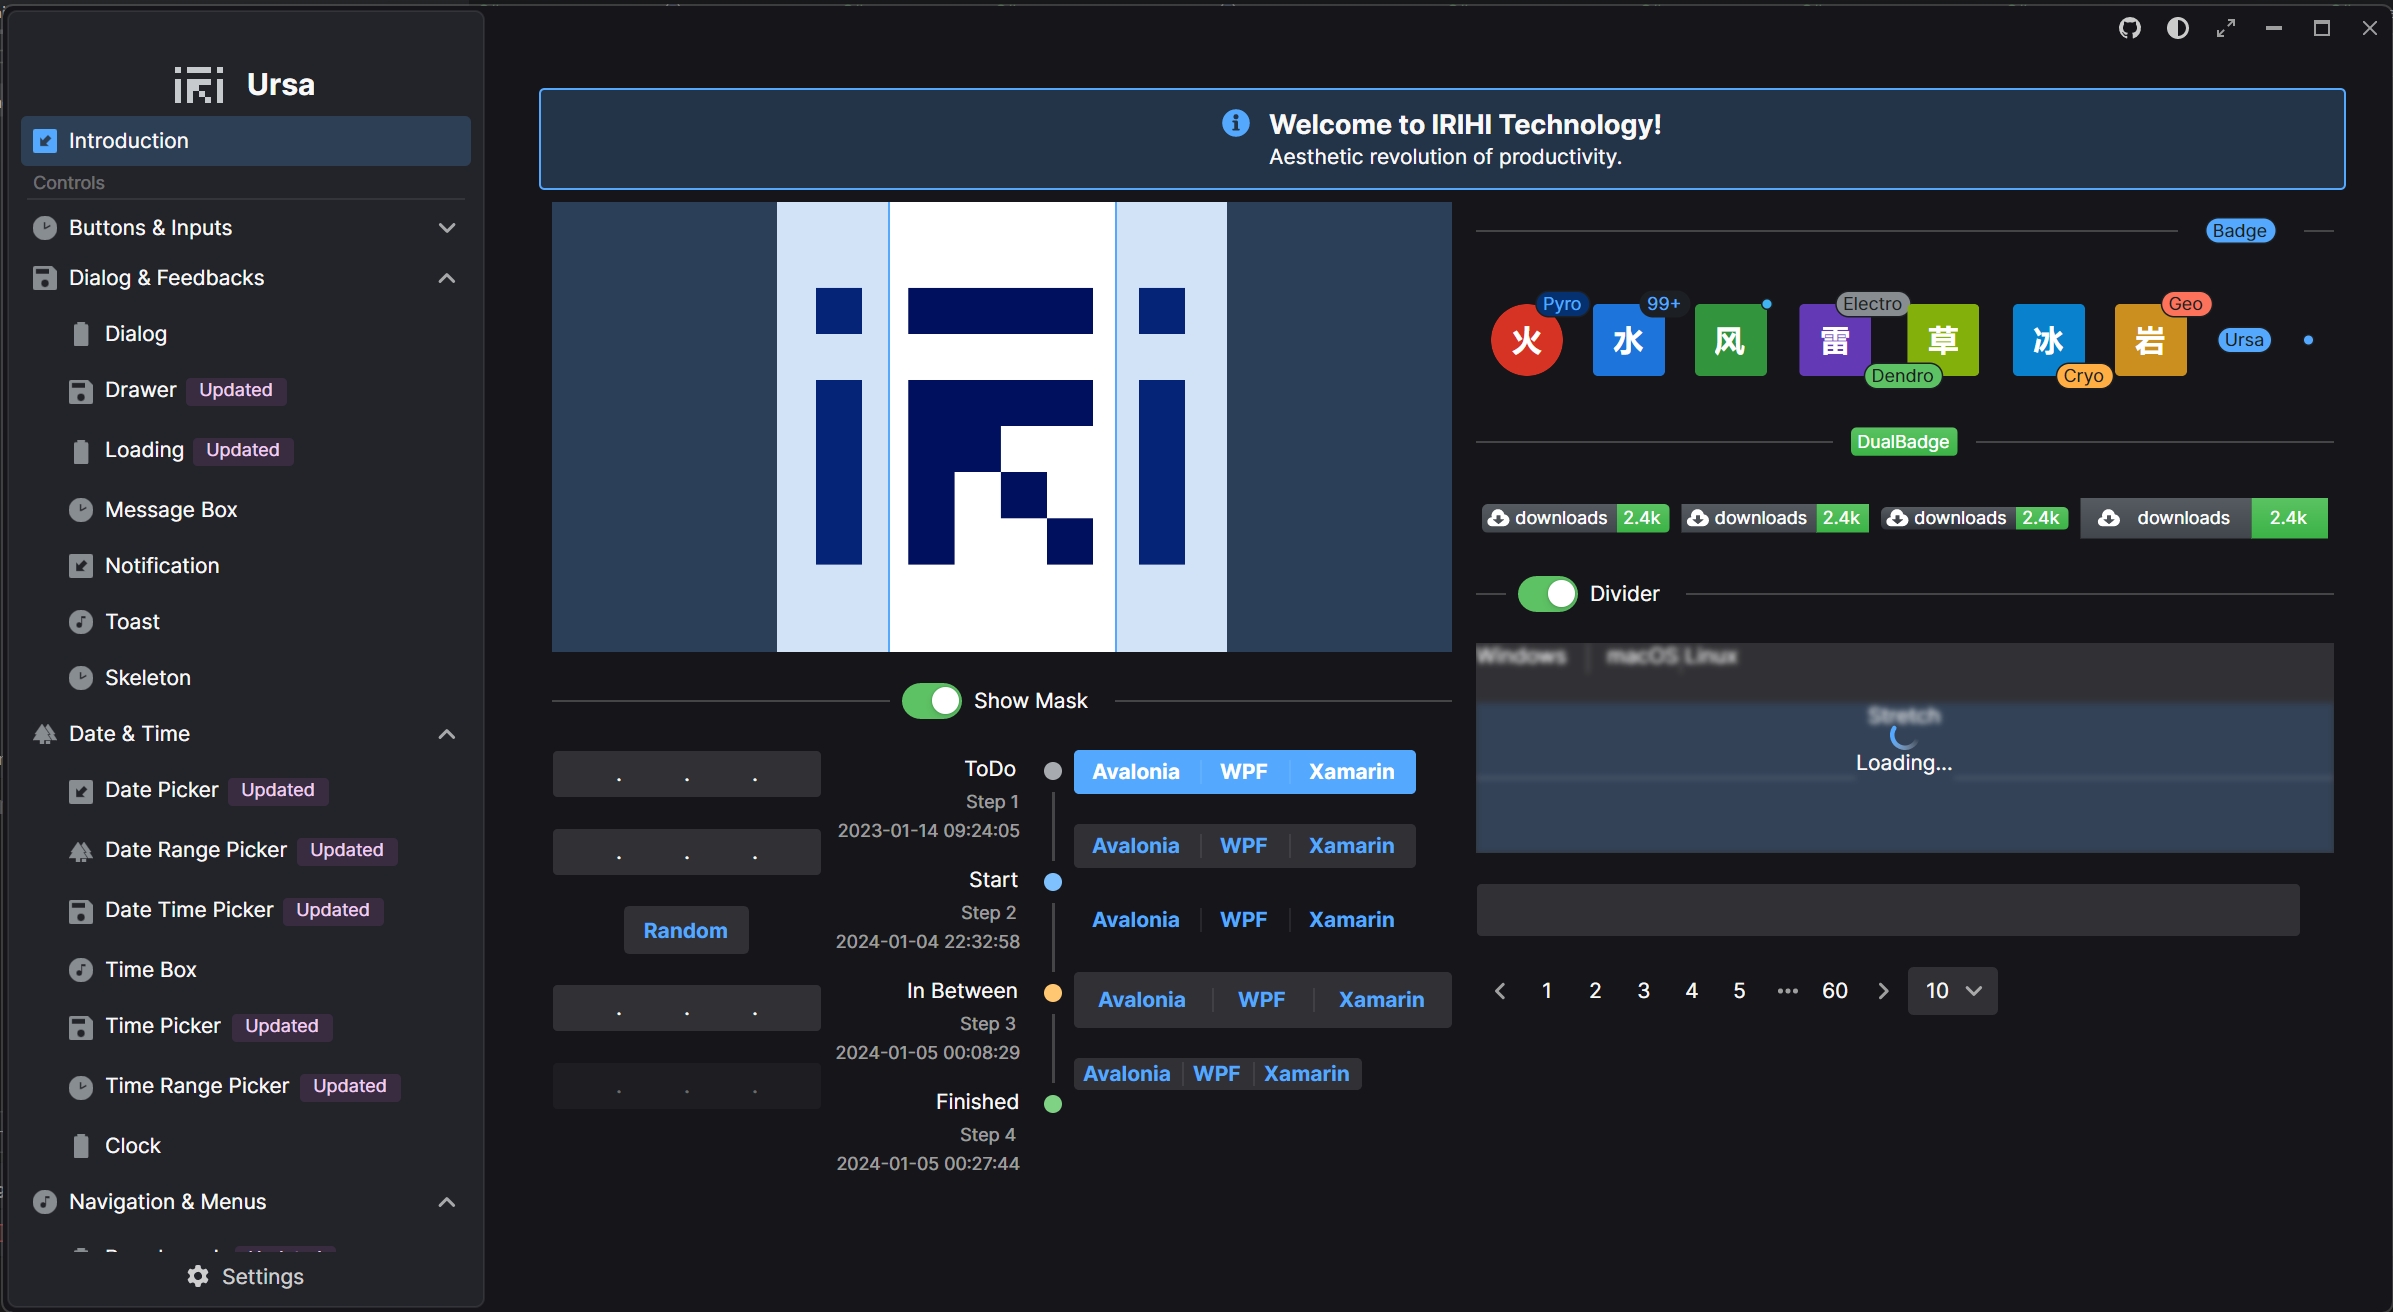 Ursa
Introduction
Controls
Buttons & Inputs
Dialog & Feedbacks
Dialog
Drawer Updated
Loading Updated
Message Box
Notification
Toast
Skeleton
Date & Time
Date Picker Updated
Date Range Picker Updated
Date Time Picker Updated
Time Box
Time Picker Updated
Time Range Picker Updated
Clock
Navigation & Menus
Settings
Welcome to IRIHI Technology!
Aesthetic revolution of productivity.
Show Mask
. . .
. . .
Random
. . .
. . .
ToDo
Step 1
2023-01-14 09:24:05
Start
Step 2
2024-01-04 22:32:58
In Between
Step 3
2024-01-05 00:08:29
Finished
Step 4
2024-01-05 00:27:44
Avalonia WPF Xamarin
Avalonia WPF Xamarin
Avalonia WPF Xamarin
Avalonia WPF Xamarin
Avalonia WPF Xamarin
Badge
火 Pyro
水 99+
风
雷 Electro
草 Dendro
冰 Cryo
岩 Geo
Ursa
DualBadge
downloads 2.4k downloads 2.4k downloads 2.4k downloads 2.4k
Divider
Windows macOS Linux
Stretch
Loading...
1 2 3 4 5 ••• 60 10